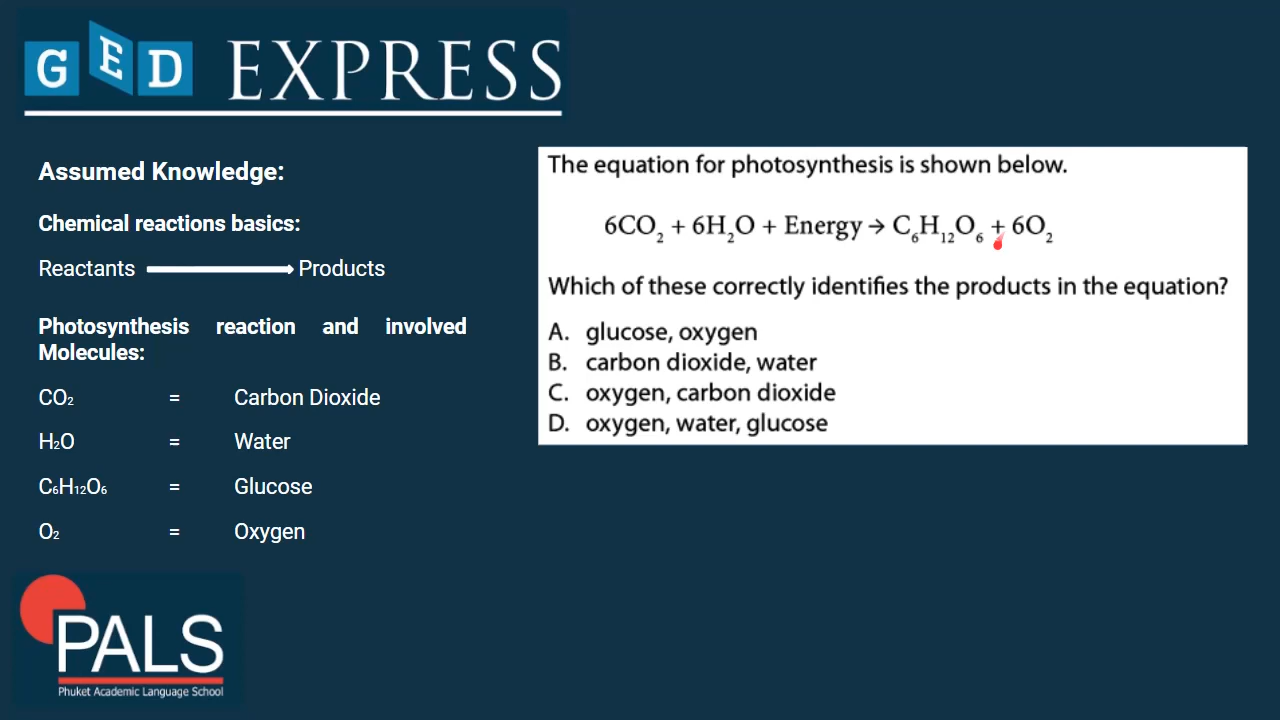 GED EXPRESS
Assumed Knowledge:
Chemical reactions basics:
Reactants ⟶ Products
Photosynthesis reaction and involved
Molecules:
CO₂ = Carbon Dioxide
H₂O = Water
C₆H₁₂O₆ = Glucose
O₂ = Oxygen
PALS
Phuket Academic Language School
The equation for photosynthesis is shown below.
6CO₂ + 6H₂O + Energy → C₆H₁₂O₆ + 6O₂
Which of these correctly identifies the products in the equation?
A. glucose, oxygen
B. carbon dioxide, water
C. oxygen, carbon dioxide
D. oxygen, water, glucose